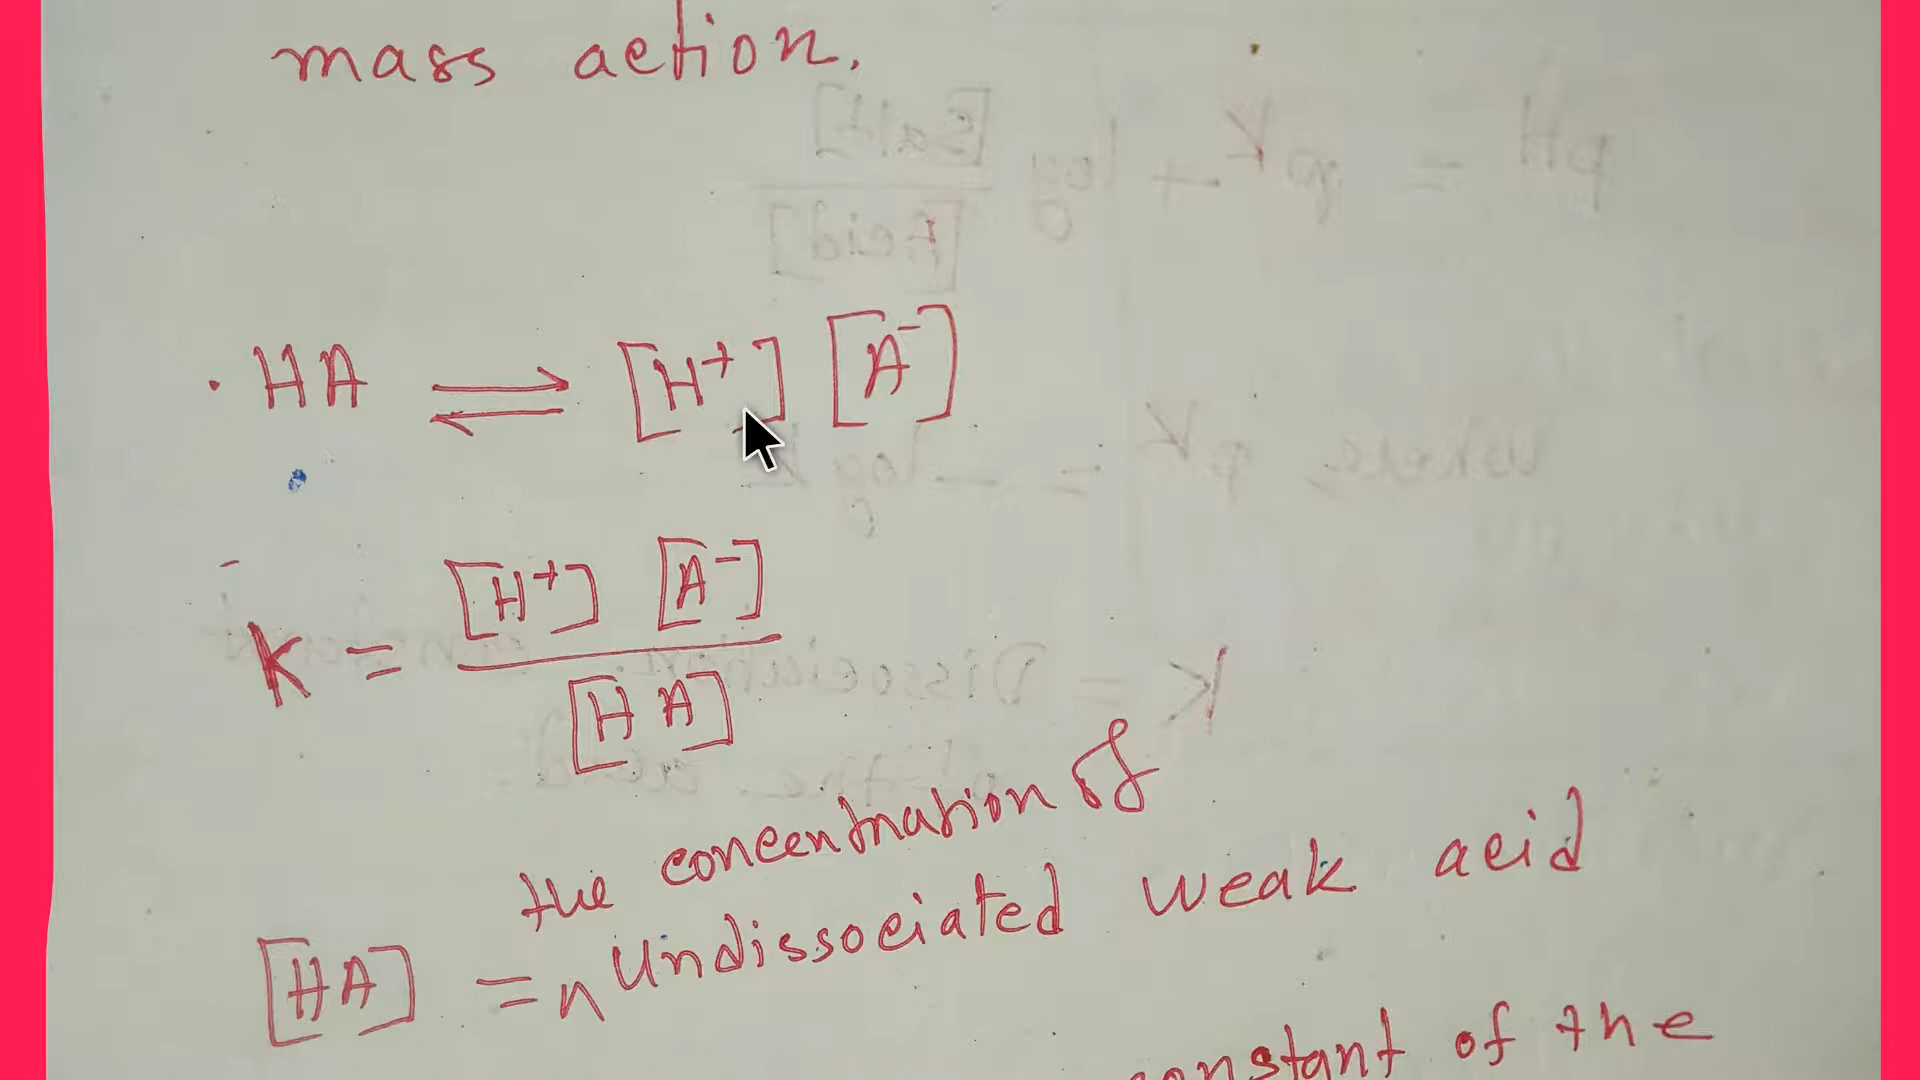 mass action.
HA ⇌ [H⁺] [A⁻]
K = [H⁺] [A⁻] / [HA]
the concentration of
[HA] = ∧ Undissociated weak acid
constant of the